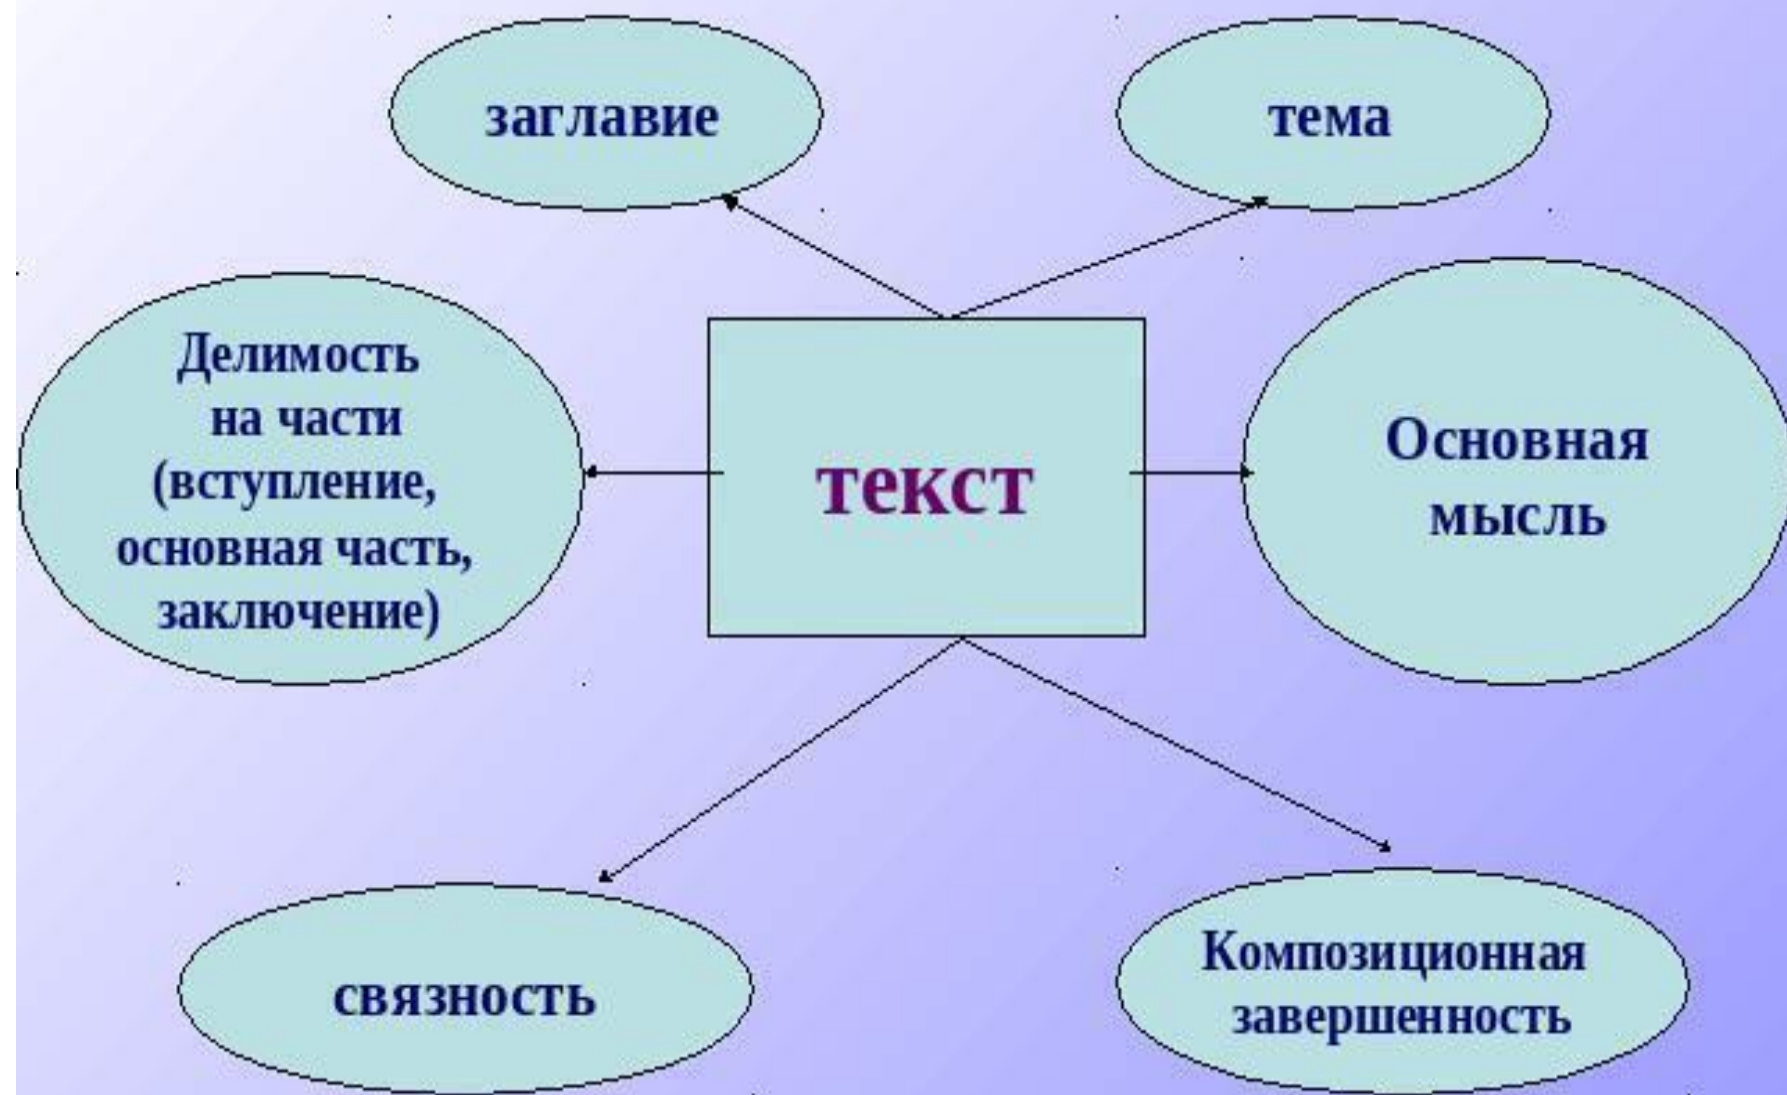 заглавие
тема
Делимость
на части
(вступление,
основная часть,
заключение)
текст
Основная
мысль
связность
Композиционная
завершенность